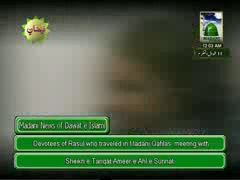 پنجابی
12:03 AM
Madani News of Dawat e Islami
Devotees of Rasul who traveled in Madani Qafilas, meeting with
Sheikh e Tariqat Ameer e Ahl e Sunnat